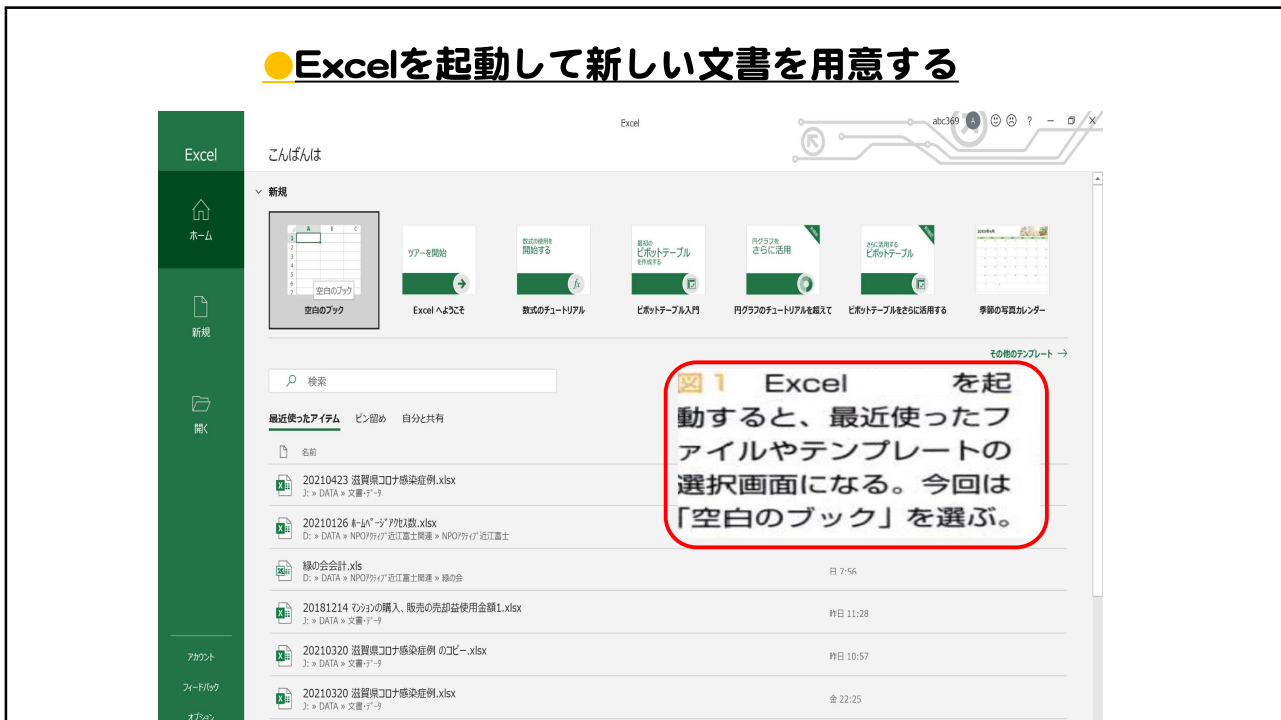 ●Excelを起動して新しい文書を用意する
Excel
abc369 A ? － X
Excel
こんばんは
ホーム
新規
開く
アカウント
フィードバック
オプション
新規
A B C
1
2
3
4
5
6
7
空白のブック
空白のブック
ツアーを開始
Excel へようこそ
数式の使用を
開始する
fx
数式のチュートリアル
最初の
ピボットテーブル
を作成する
ピボットテーブル入門
円グラフを
さらに活用
円グラフのチュートリアルを超えて
さらに活用する
ピボットテーブル
ピボットテーブルをさらに活用する
季節の写真カレンダー
その他のテンプレート →
検索
最近使ったアイテム ピン留め 自分と共有
名前
20210423 滋賀県コロナ感染症例.xlsx
J: » DATA » 文書・ﾃﾞｰﾀ
20210126 ﾎｰﾑﾍﾟｰｼﾞｱｸｾｽ数.xlsx
D: » DATA » NPOｱｸﾃｨﾌﾞ近江富士関連 » NPOｱｸﾃｨﾌﾞ近江富士
緑の会会計.xls
D: » DATA » NPOｱｸﾃｨﾌﾞ近江富士関連 » 緑の会
日 7:56
20181214 ﾏﾝｼｮﾝの購入、販売の売却益使用金額1.xlsx
J: » DATA » 文書・ﾃﾞｰﾀ
昨日 11:28
20210320 滋賀県コロナ感染症例 のコピー.xlsx
J: » DATA » 文書・ﾃﾞｰﾀ
昨日 10:57
20210320 滋賀県コロナ感染症例.xlsx
J: » DATA » 文書・ﾃﾞｰﾀ
金 22:25
図1 Excel を起
動すると、最近使ったフ
ァイルやテンプレートの
選択画面になる。今回は
「空白のブック」を選ぶ。